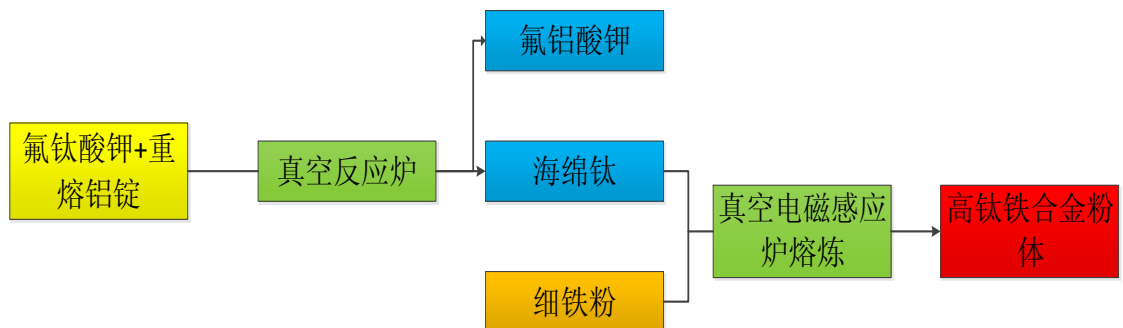 氟铝酸钾
氟钛酸钾+重
熔铝锭
真空反应炉
海绵钛
真空电磁感应
炉熔炼
高钛铁合金粉
体
细铁粉